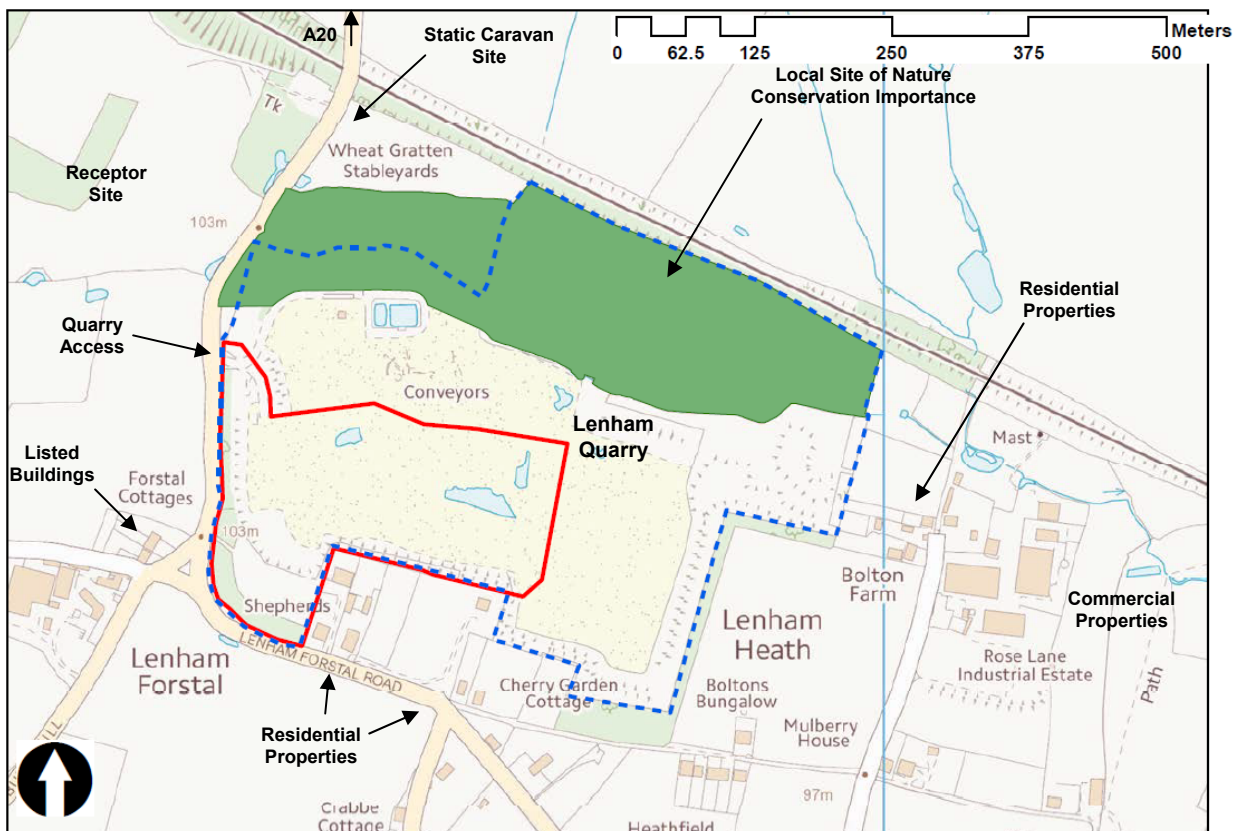 A20
Static Caravan
Site
Meters
0 62.5 125 250 375 500
Local Site of Nature
Conservation Importance
Tk
Wheat Gratten
Stableyards
Receptor
Site
103m
Residential
Properties
Quarry
Access
Conveyors
Lenham
Quarry
Mast
Listed
Buildings
Forstal
Cottages
103m
Bolton
Farm
Shepherds
Commercial
Properties
LENHAM FORSTAL ROAD
Lenham
Forstal
Lenham
Heath
Rose Lane
Industrial Estate
Path
Cherry Garden
Cottage
Boltons
Bungalow
Residential
Properties
Mulberry
House
97m
Crabbe
Cottage
Heathfield